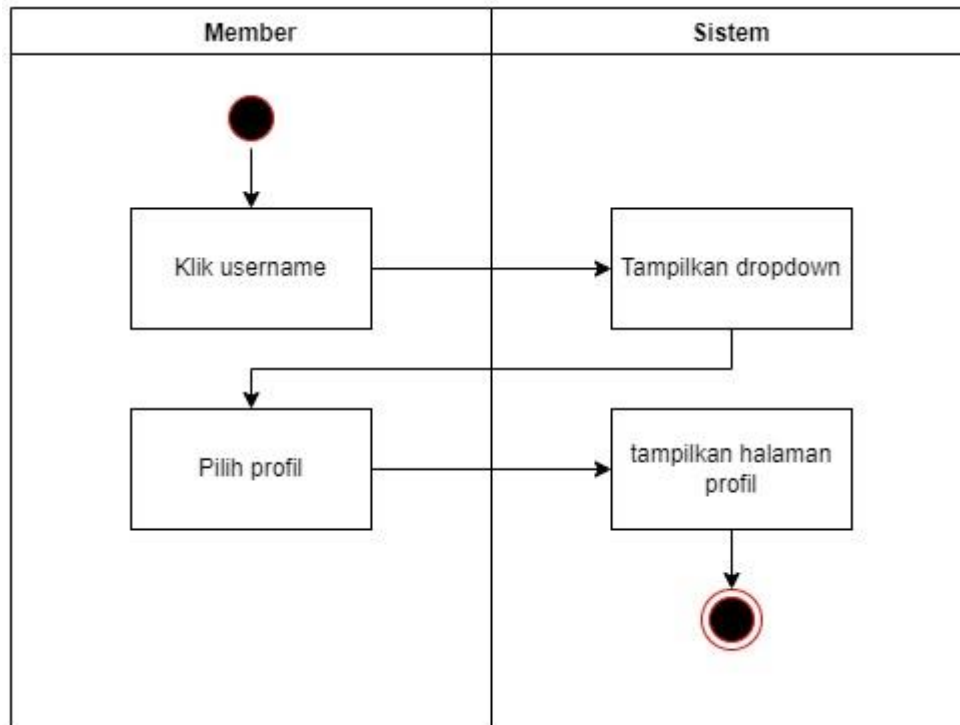 Member
Sistem
Klik username
Tampilkan dropdown
Pilih profil
tampilkan halaman
profil